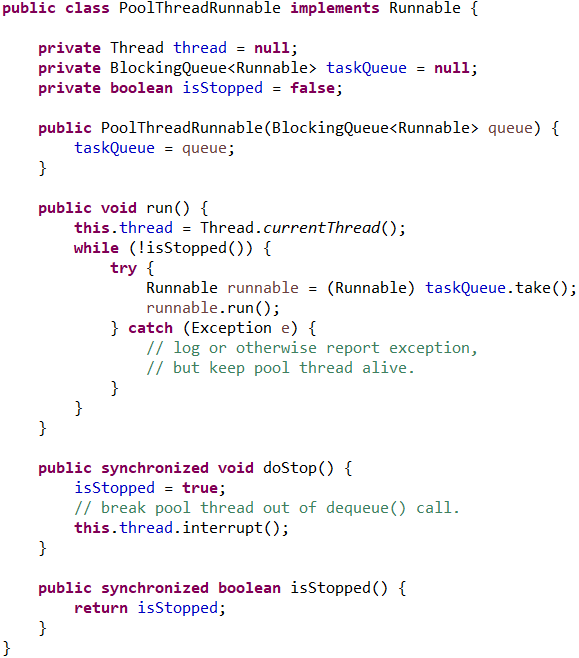 public class PoolThreadRunnable implements Runnable {
    private Thread thread = null;
    private BlockingQueue<Runnable> taskQueue = null;
    private boolean isStopped = false;
    public PoolThreadRunnable(BlockingQueue<Runnable> queue) {
        taskQueue = queue;
    }
    public void run() {
        this.thread = Thread.currentThread();
        while (!isStopped()) {
            try {
                Runnable runnable = (Runnable) taskQueue.take();
                runnable.run();
            } catch (Exception e) {
                // log or otherwise report exception,
                // but keep pool thread alive.
            }
        }
    }
    public synchronized void doStop() {
        isStopped = true;
        // break pool thread out of dequeue() call.
        this.thread.interrupt();
    }
    public synchronized boolean isStopped() {
        return isStopped;
    }
}